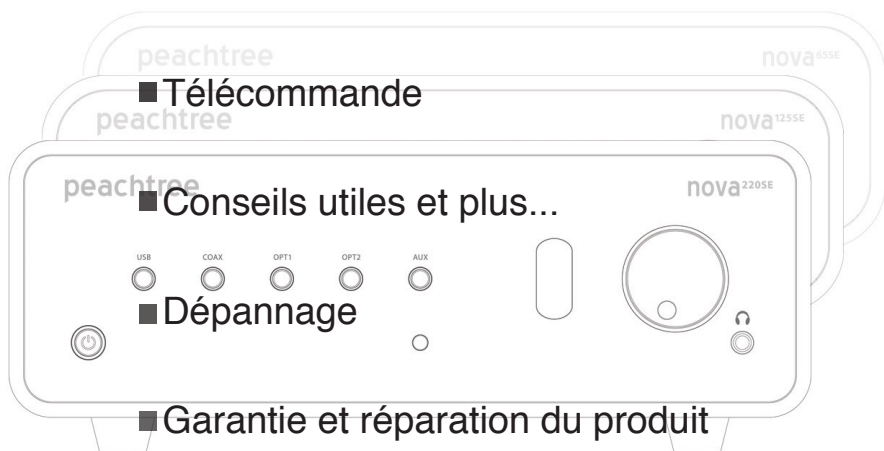 peachtree nova65SE
■Télécommande
peachtree nova125SE
peachtree nova220SE
■Conseils utiles et plus...
USB COAX OPT1 OPT2 AUX
■Dépannage
■Garantie et réparation du produit